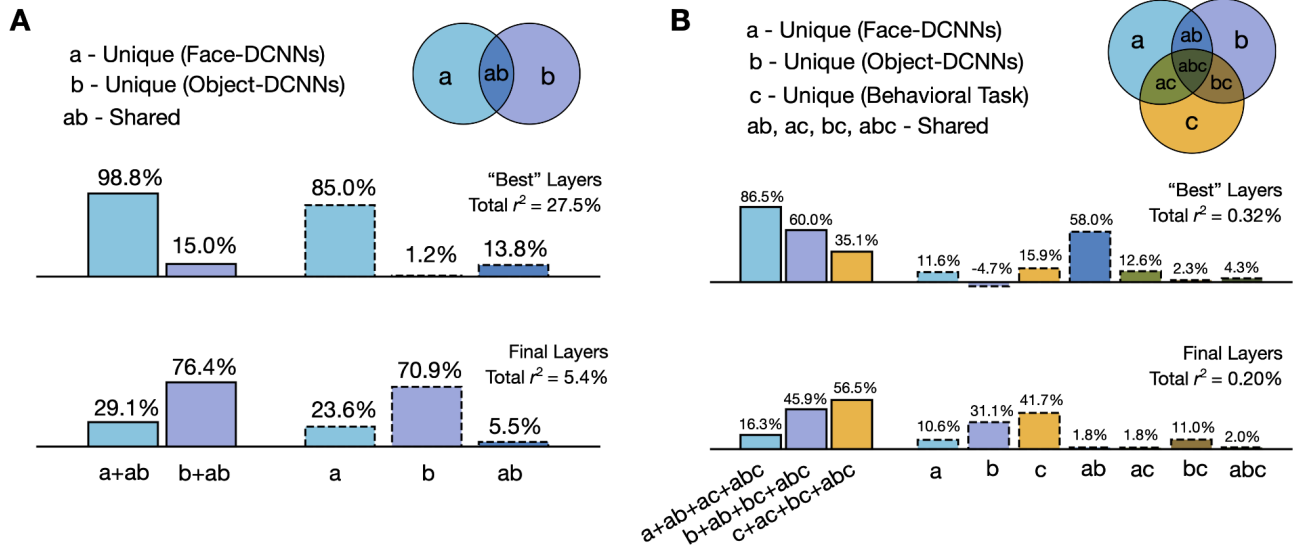 A
a - Unique (Face-DCNNs)
b - Unique (Object-DCNNs)
ab - Shared
a ab b
98.8%
15.0%
85.0%
1.2%
13.8%
“Best” Layers
Total r² = 27.5%
29.1%
76.4%
23.6%
70.9%
5.5%
Final Layers
Total r² = 5.4%
a+ab b+ab a b ab
B
a - Unique (Face-DCNNs)
b - Unique (Object-DCNNs)
c - Unique (Behavioral Task)
ab, ac, bc, abc - Shared
a ab b
abc
ac bc
c
86.5%
60.0%
35.1%
11.6%
-4.7%
15.9%
58.0%
12.6%
2.3%
4.3%
“Best” Layers
Total r² = 0.32%
16.3%
45.9%
56.5%
10.6%
31.1%
41.7%
1.8%
1.8%
11.0%
2.0%
Final Layers
Total r² = 0.20%
a+ab+ac+abc
b+ab+bc+abc
c+ac+bc+abc
a b c ab ac bc abc